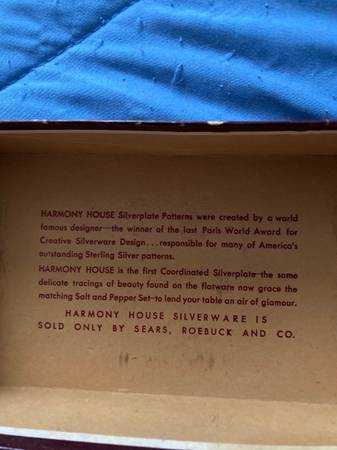 HARMONY HOUSE Silverplate Patterns were created by a world
famous designer—the winner of the last Paris World Award for
Creative Silverware Design...responsible for many of America's
outstanding Sterling Silver patterns.
HARMONY HOUSE is the first Coordinated Silverplate—the same
delicate tracings of beauty found on the flatware now grace the
matching Salt and Pepper Set—to lend your table an air of glamour.
HARMONY HOUSE SILVERWARE IS
SOLD ONLY BY SEARS, ROEBUCK AND CO.